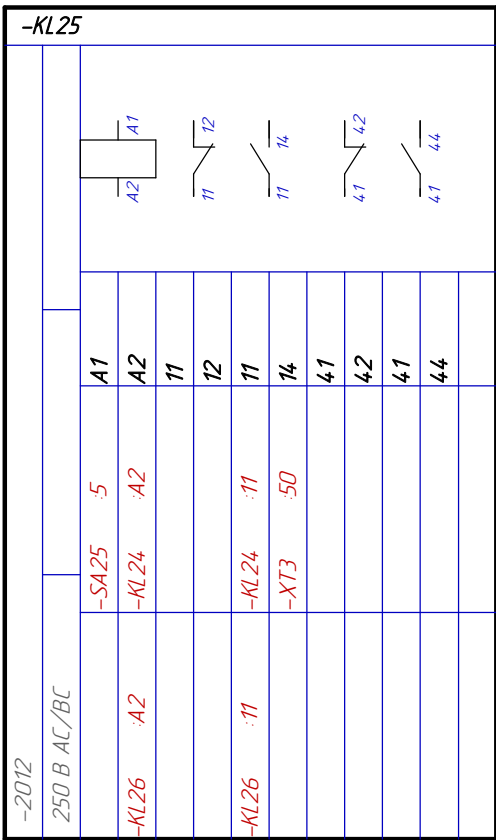 -KL25
-2012
250 В AC/BC
A2 A1
11 12
11 14
41 42
41 44
-KL26 :A2
-KL26 :11
-SA25 :5
-KL24 :A2
-KL24 :11
-XT3 :50
A1
A2
11
12
11
14
41
42
41
44